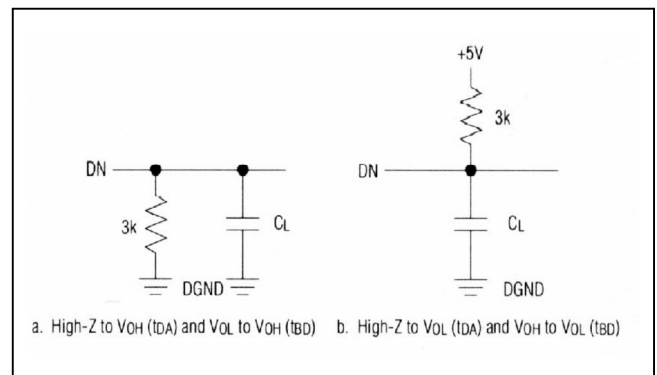 +5V
3k
DN
DN
3k
CL
CL
DGND
DGND
a. High-Z to VOH (tDA) and VOL to VOH (tBD)
b. High-Z to VOL (tDA) and VOH to VOL (tBD)